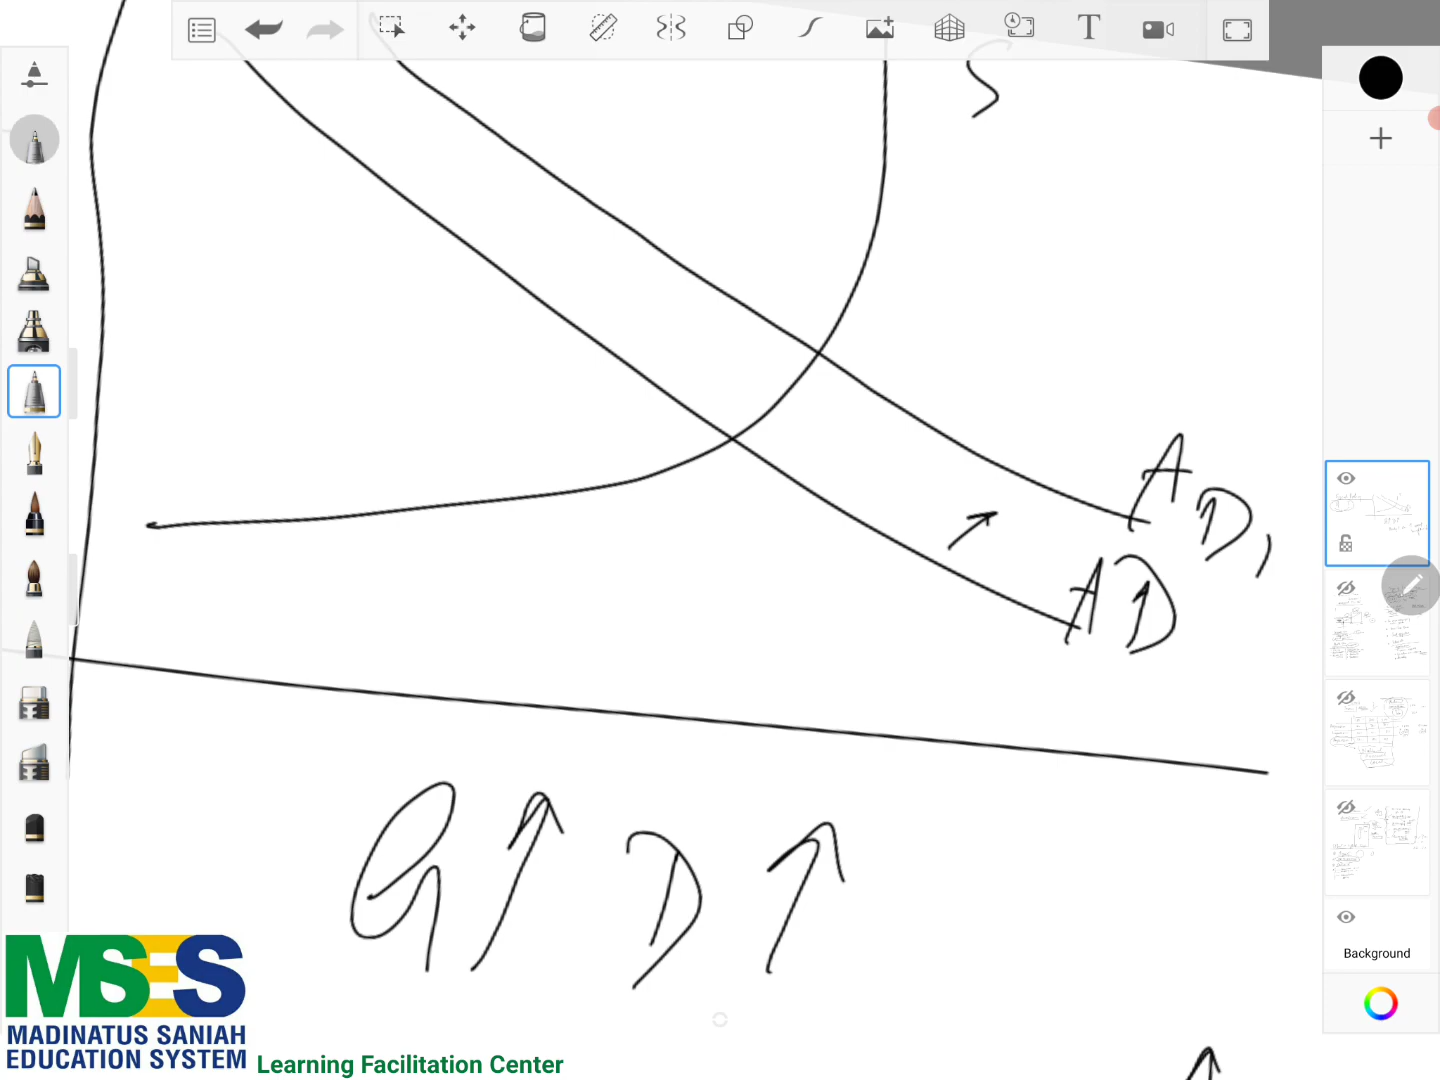 T
S
AD₁
AD
G↑ D↑
Background
MSES
MADINATUS SANIAH
EDUCATION SYSTEM
Learning Facilitation Center